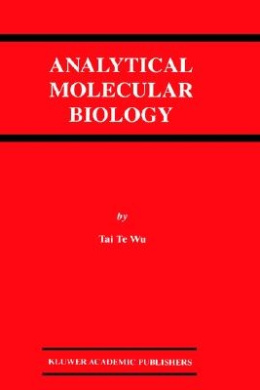 ANALYTICAL
MOLECULAR
BIOLOGY
by
Tai Te Wu
KLUWER ACADEMIC PUBLISHERS